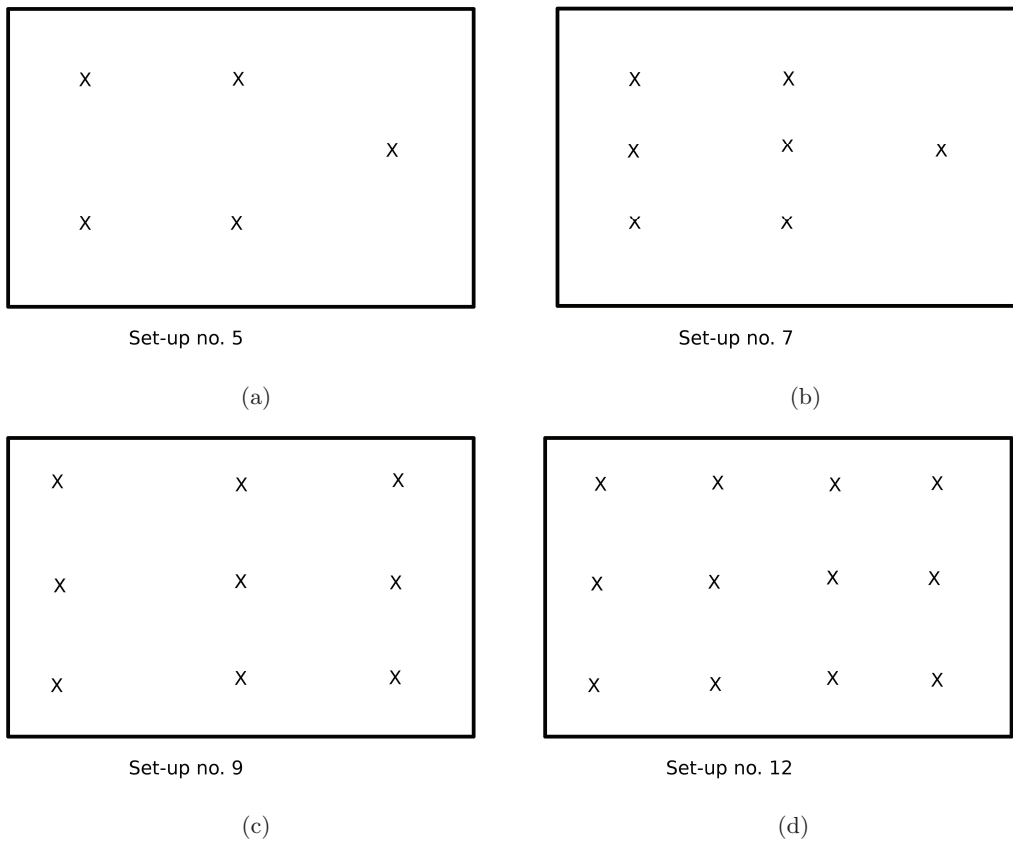 X X
X
X X
Set-up no. 5
(a)
X X
X X X
X X
Set-up no. 7
(b)
X X X
X X X
X X X
Set-up no. 9
(c)
X X X X
X X X X
X X X X
Set-up no. 12
(d)